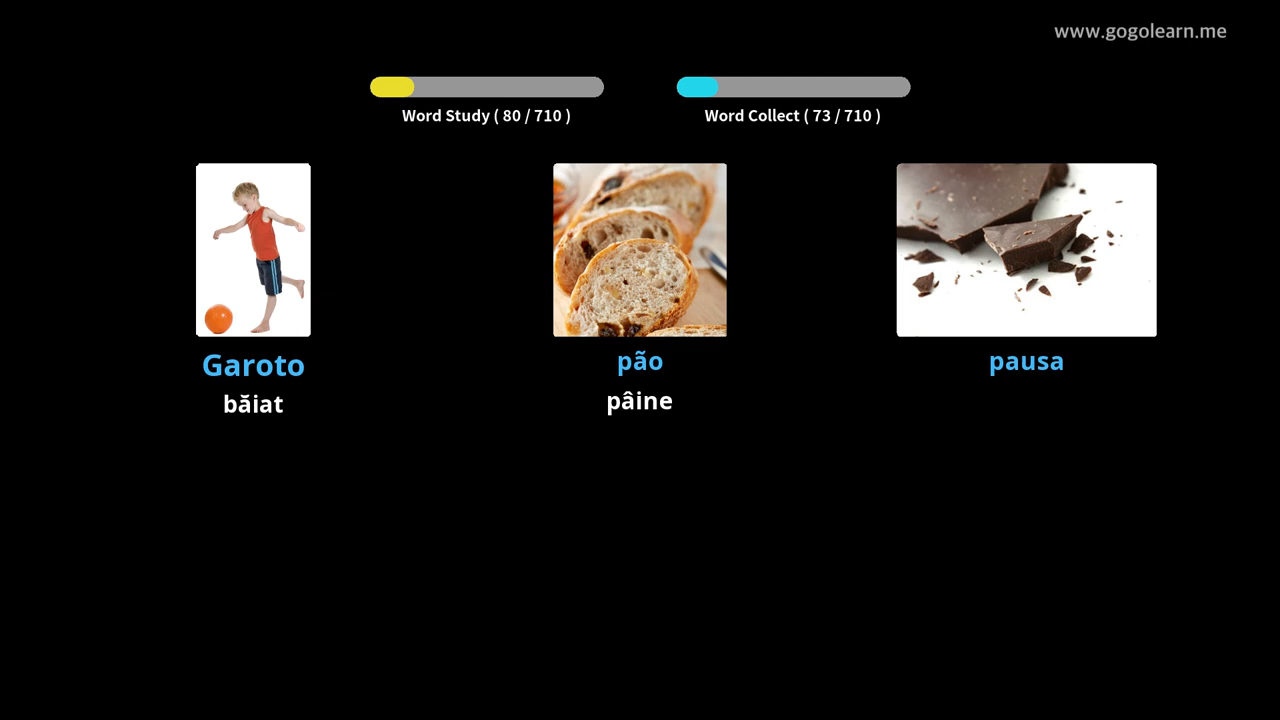 www.gogolearn.me
Word Study ( 80 / 710 )
Word Collect ( 73 / 710 )
Garoto
băiat
pão
pâine
pausa